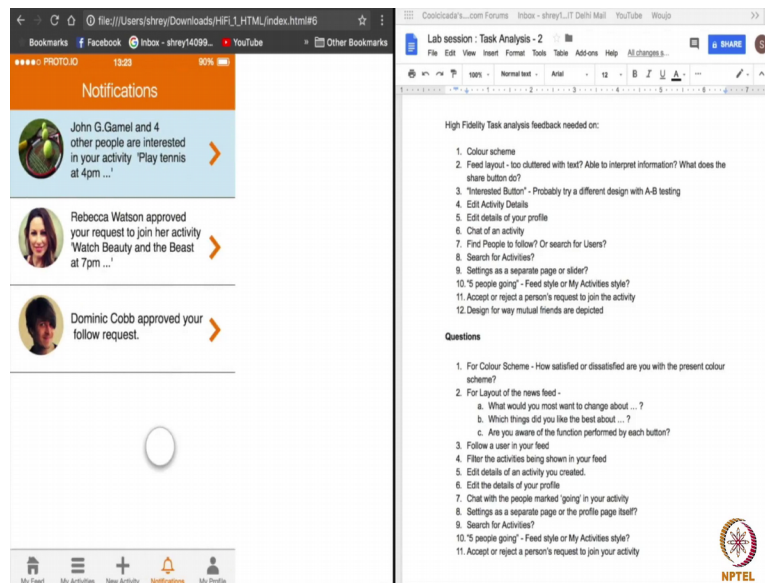 file:///Users/shrey/Downloads/HiFi_1_HTML/index.html#6
Bookmarks Facebook Inbox - shrey14099... YouTube » Other Bookmarks
PROTO.IO 13:23 90%
Notifications
John G.Gamel and 4
other people are interested
in your activity 'Play tennis
at 4pm ...'
Rebecca Watson approved
your request to join her activity
'Watch Beauty and the Beast
at 7pm ...'
Dominic Cobb approved your
follow request.
My Feed My Activities New Activity Notifications My Profile
Coolcicada's....com Forums Inbox - shrey1...IT Delhi Mail YouTube Woujo >>
Lab session : Task Analysis - 2
File Edit View Insert Format Tools Table Add-ons Help All changes s...
SHARE
S
100% Normal text Arial 12 B I U A
High Fidelity Task analysis feedback needed on:
1. Colour scheme
2. Feed layout - too cluttered with text? Able to interpret information? What does the
share button do?
3. "Interested Button" - Probably try a different design with A-B testing
4. Edit Activity Details
5. Edit details of your profile
6. Chat of an activity
7. Find People to follow? Or search for Users?
8. Search for Activities?
9. Settings as a separate page or slider?
10. "5 people going" - Feed style or My Activities style?
11. Accept or reject a person's request to join the activity
12. Design for way mutual friends are depicted
Questions
1. For Colour Scheme - How satisfied or dissatisfied are you with the present colour
scheme?
2. For Layout of the news feed -
a. What would you most want to change about ... ?
b. Which things did you like the best about ... ?
c. Are you aware of the function performed by each button?
3. Follow a user in your feed
4. Filter the activities being shown in your feed
5. Edit details of an activity you created.
6. Edit the details of your profile
7. Chat with the people marked 'going' in your activity
8. Settings as a separate page or the profile page itself?
9. Search for Activities?
10. "5 people going" - Feed style or My Activities style?
11. Accept or reject a person's request to join your activity
NPTEL